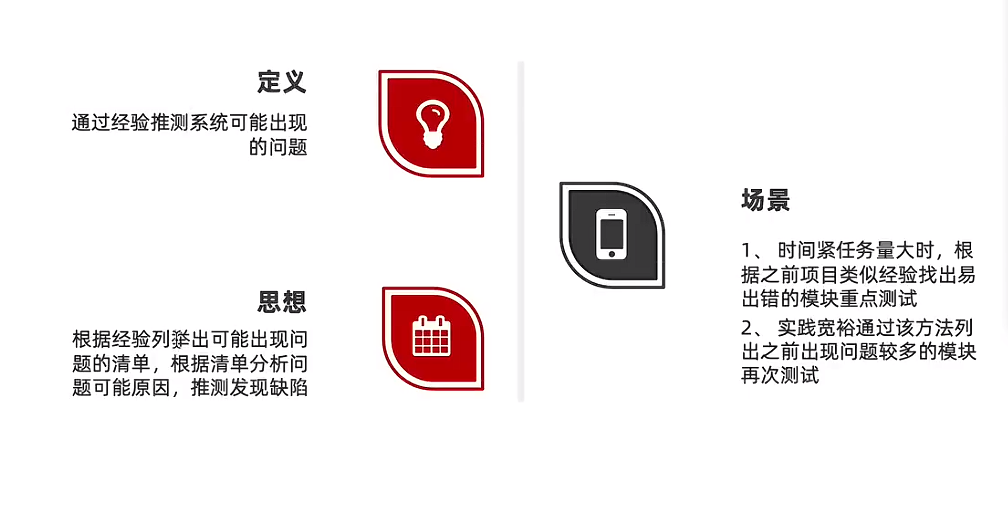 定义
通过经验推测系统可能出现
的问题
思想
根据经验列举出可能出现问
题的清单，根据清单分析问
题可能原因，推测发现缺陷
场景
1、 时间紧任务量大时，根
据之前项目类似经验找出易
出错的模块重点测试
2、 实践宽裕通过该方法列
出之前出现问题较多的模块
再次测试